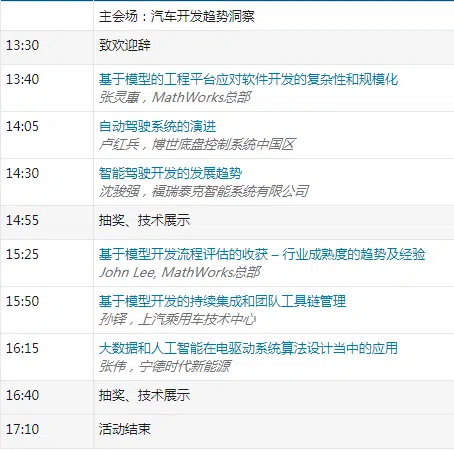 主会场：汽车开发趋势洞察
13:30 致欢迎辞
13:40 基于模型的工程平台应对软件开发的复杂性和规模化
张灵惠，MathWorks总部
14:05 自动驾驶系统的演进
卢红兵，博世底盘控制系统中国区
14:30 智能驾驶开发的发展趋势
沈骏强，福瑞泰克智能系统有限公司
14:55 抽奖、技术展示
15:25 基于模型开发流程评估的收获 – 行业成熟度的趋势及经验
John Lee, MathWorks总部
15:50 基于模型开发的持续集成和团队工具链管理
孙铎，上汽乘用车技术中心
16:15 大数据和人工智能在电驱动系统算法设计当中的应用
张伟，宁德时代新能源
16:40 抽奖、技术展示
17:10 活动结束